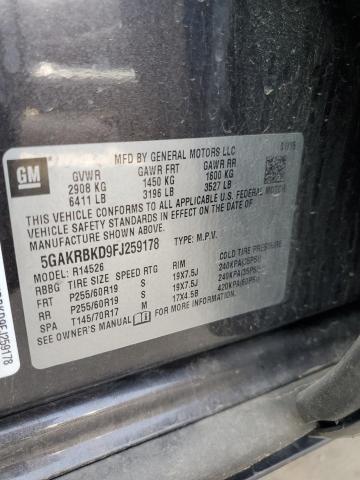 GM
MFD BY GENERAL MOTORS LLC
GVWR GAWR FRT GAWR RR
2908 KG 1450 KG 1600 KG
6411 LB 3196 LB 3527 LB
THIS VEHICLE CONFORMS TO ALL APPLICABLE U.S. FEDERAL MOTOR
VEHICLE SAFETY STANDARDS IN EFFECT ON THE DATE OF
MANUFACTURE SHOWN ABOVE.
5GAKRBKD9FJ259178 TYPE: M.P.V.
MODEL: R14526
RBBG TIRE SIZE SPEED RTG RIM COLD TIRE PRESSURE
FRT P255/60R19 S 19X7.5J 240KPA(35PSI)
RR P255/60R19 S 19X7.5J 240KPA(35PSI)
SPA T145/70R17 M 17X4.5B 420KPA(60PSI)
SEE OWNER'S MANUAL FOR MORE INFORMATION.